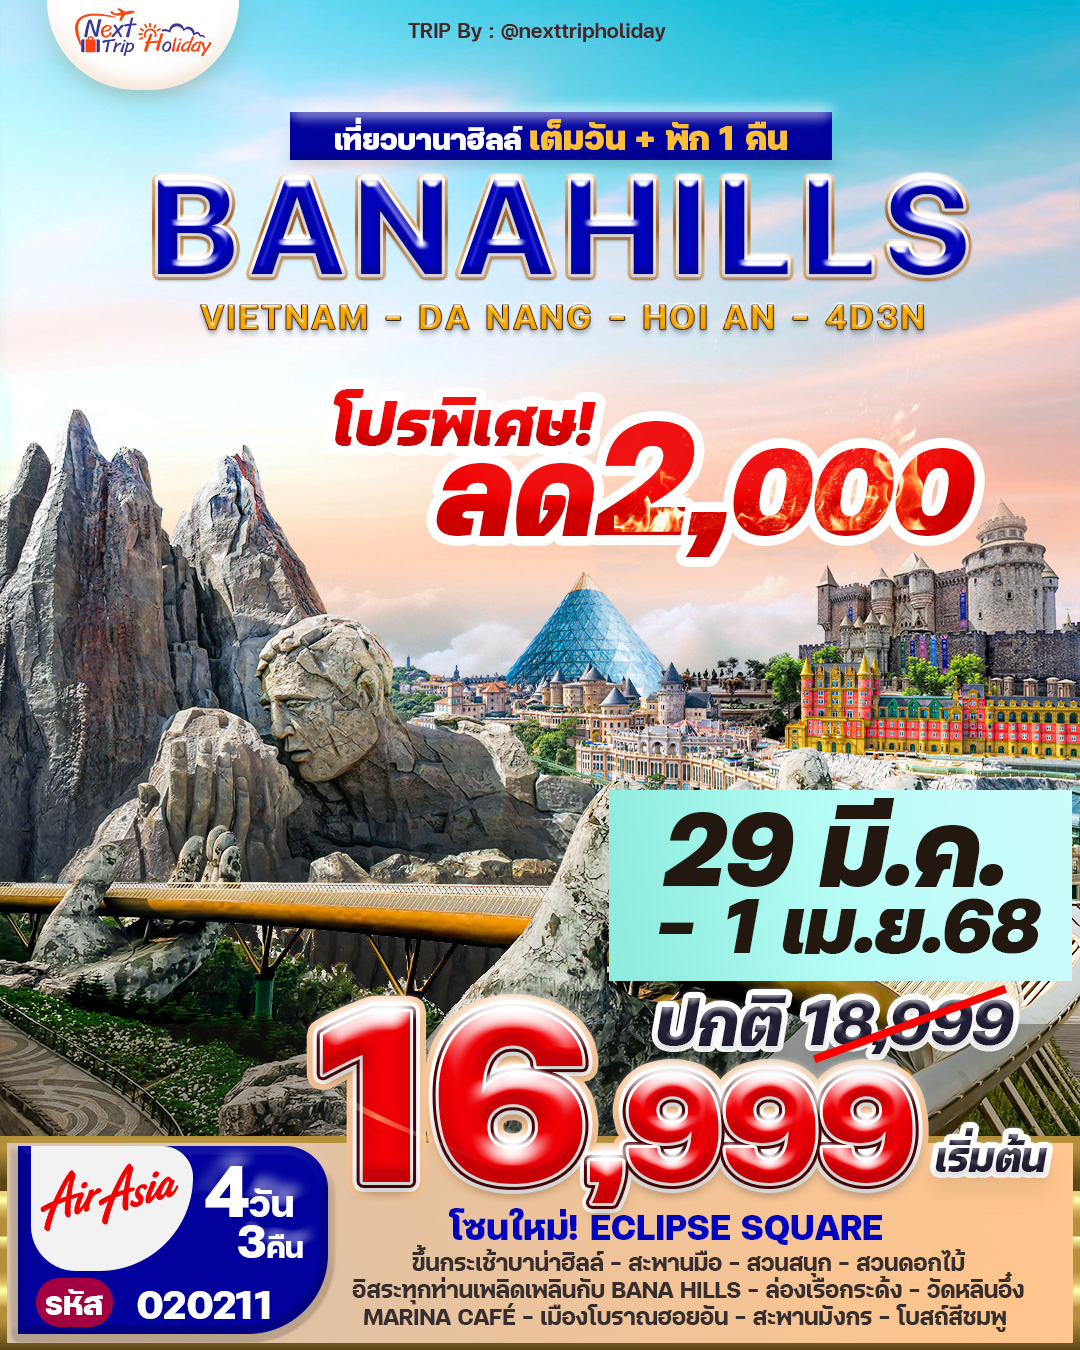 Next Trip Holiday
TRIP By : @nexttripholiday
เที่ยวบานาฮิลล์ เต็มวัน + พัก 1 คืน
BANAHILLS
VIETNAM - DA NANG - HOI AN - 4D3N
โปรพิเศษ!
ลด2,000
29 มี.ค.
- 1 เม.ย.68
ปกติ 18,999
16,999
เริ่มต้น
AirAsia
4วัน
3คืน
รหัส 020211
โซนใหม่! ECLIPSE SQUARE
ขึ้นกระเช้าบาน่าฮิลล์ - สะพานมือ - สวนสนุก - สวนดอกไม้
อิสระทุกท่านเพลิดเพลินกับ BANA HILLS - ล่องเรือกระด้ง - วัดหลินอึ๋ง
MARINA CAFÉ - เมืองโบราณฮอยอัน - สะพานมังกร - โบสถ์สีชมพู